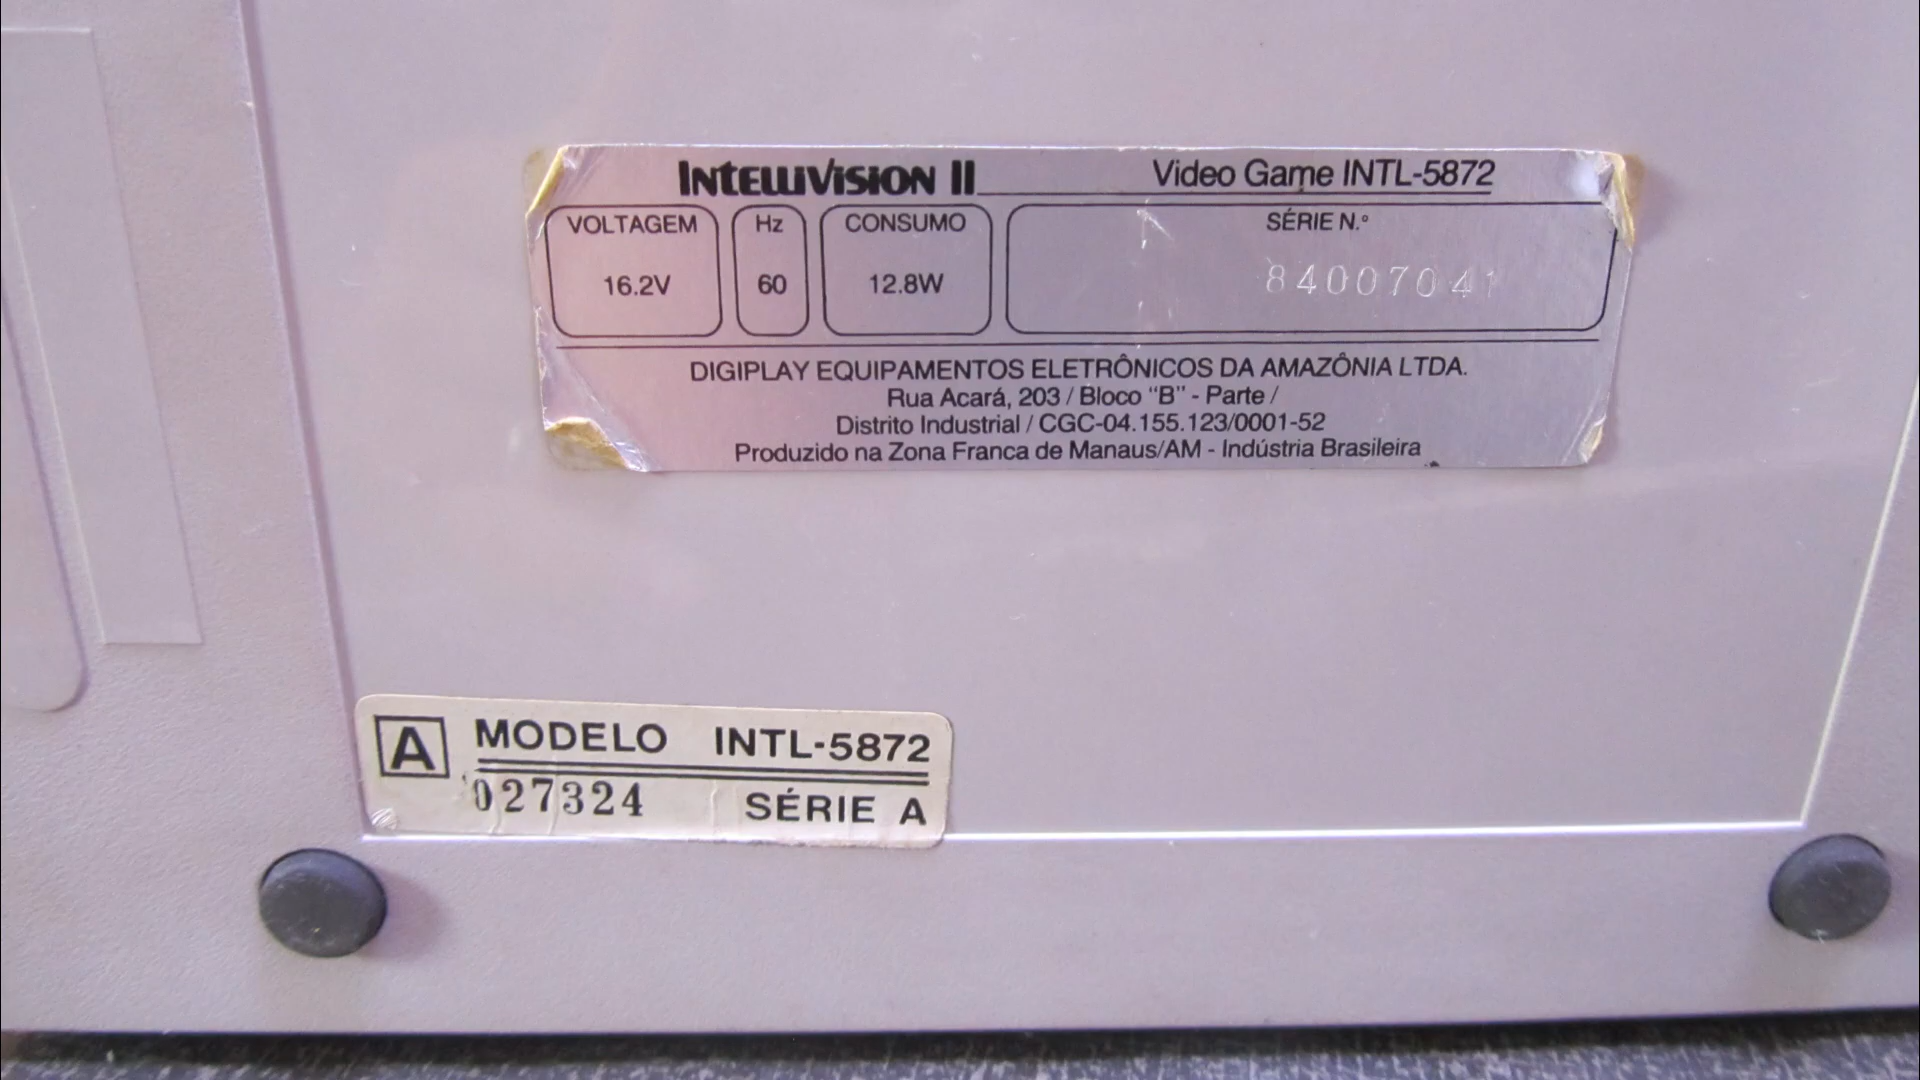 INTELLIVISION II Video Game INTL-5872
VOLTAGEM Hz CONSUMO SÉRIE N.º
16.2V 60 12.8W 84007041
DIGIPLAY EQUIPAMENTOS ELETRÔNICOS DA AMAZÔNIA LTDA.
Rua Acará, 203 / Bloco "B" - Parte /
Distrito Industrial / CGC-04.155.123/0001-52
Produzido na Zona Franca de Manaus/AM - Indústria Brasileira
A MODELO INTL-5872
027324 SÉRIE A